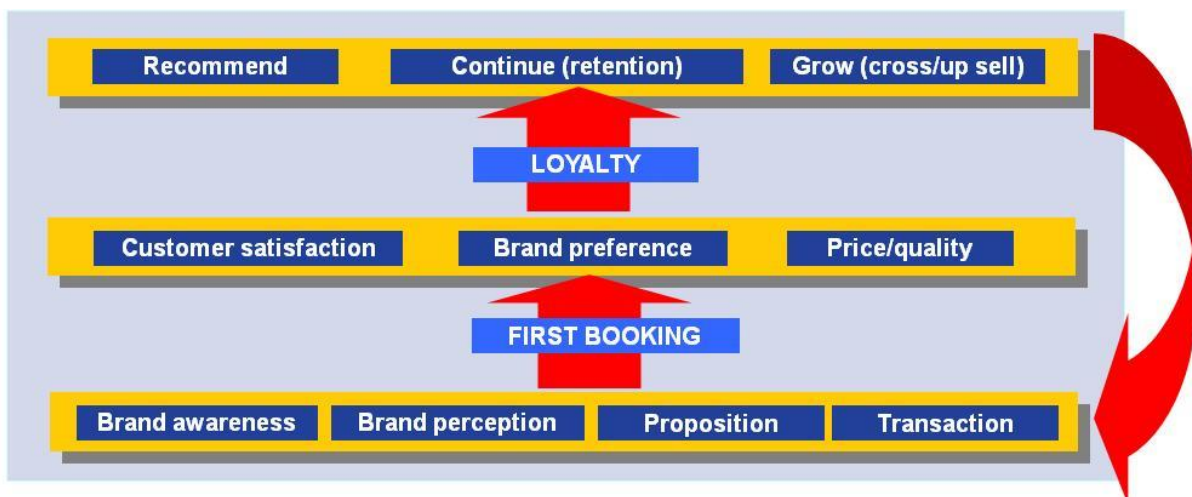 Recommend Continue (retention) Grow (cross/up sell)
LOYALTY
Customer satisfaction Brand preference Price/quality
FIRST BOOKING
Brand awareness Brand perception Proposition Transaction